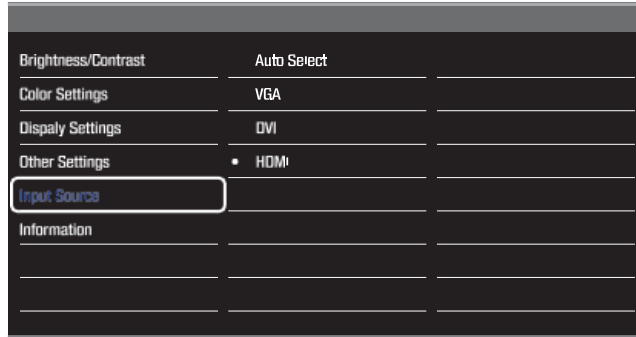 Brightness/Contrast
Auto Select
Color Settings
VGA
Dispaly Settings
DVI
Other Settings
• HDMI
Input Source
Information